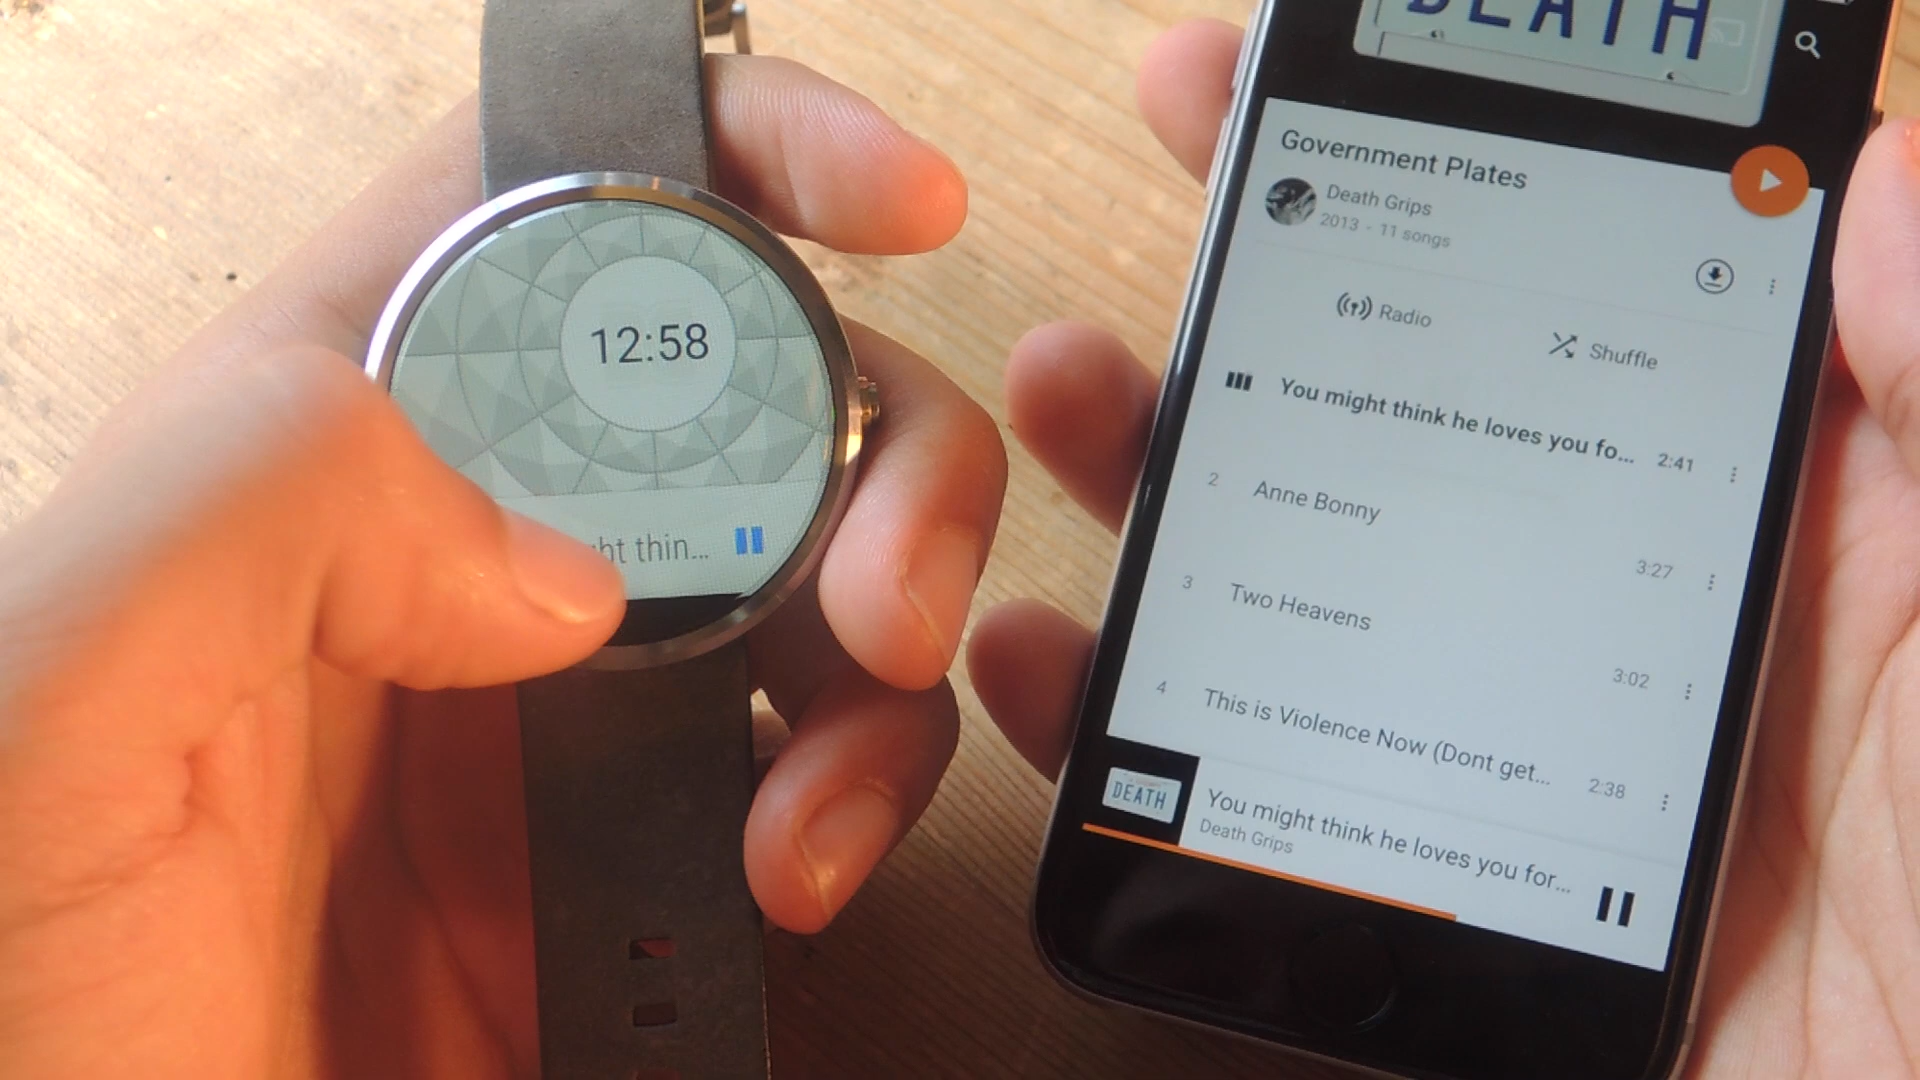 12:58
ht thin...
DEATH
Government Plates
Death Grips
2013 - 11 songs
Radio
Shuffle
You might think he loves you fo... 2:41
2 Anne Bonny 3:27
3 Two Heavens 3:02
4 This is Violence Now (Dont get... 2:38
DEATH
You might think he loves you for...
Death Grips